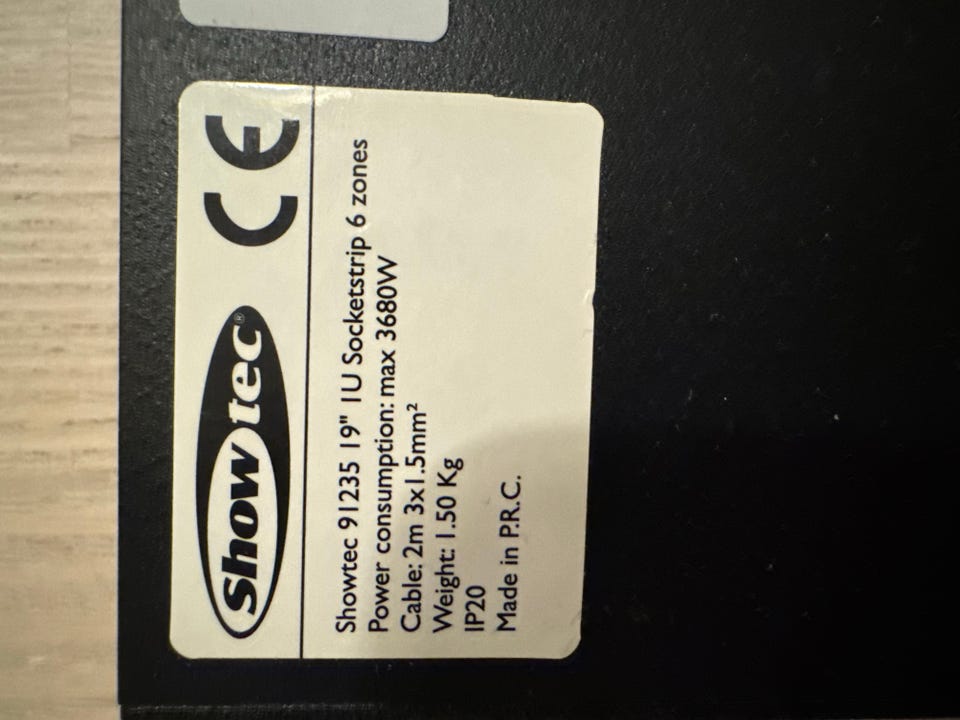 Showtec®
CE
Showtec 91235 19" 1U Socketstrip 6 zones
Power consumption: max 3680W
Cable: 2m 3x1.5mm²
Weight: 1.50 Kg
IP20
Made in P.R.C.